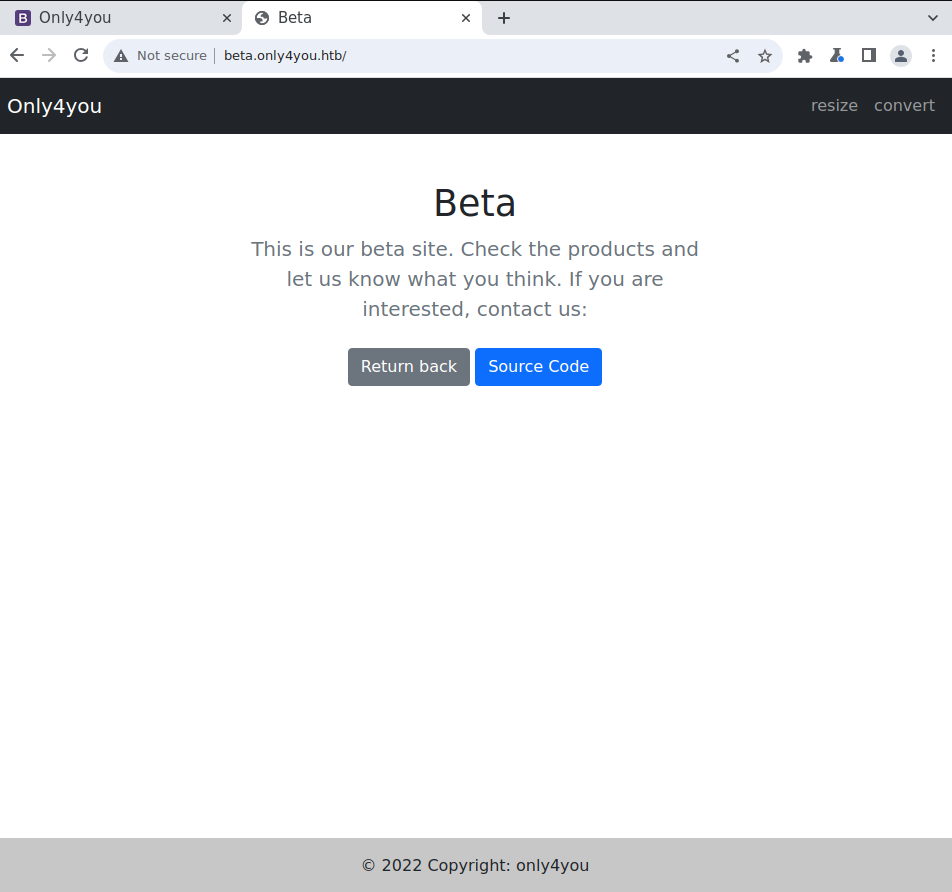 Only4you
Beta
Not secure
beta.only4you.htb/
Only4you
resize
convert
Beta
This is our beta site. Check the products and
let us know what you think. If you are
interested, contact us:
Return back
Source Code
© 2022 Copyright: only4you